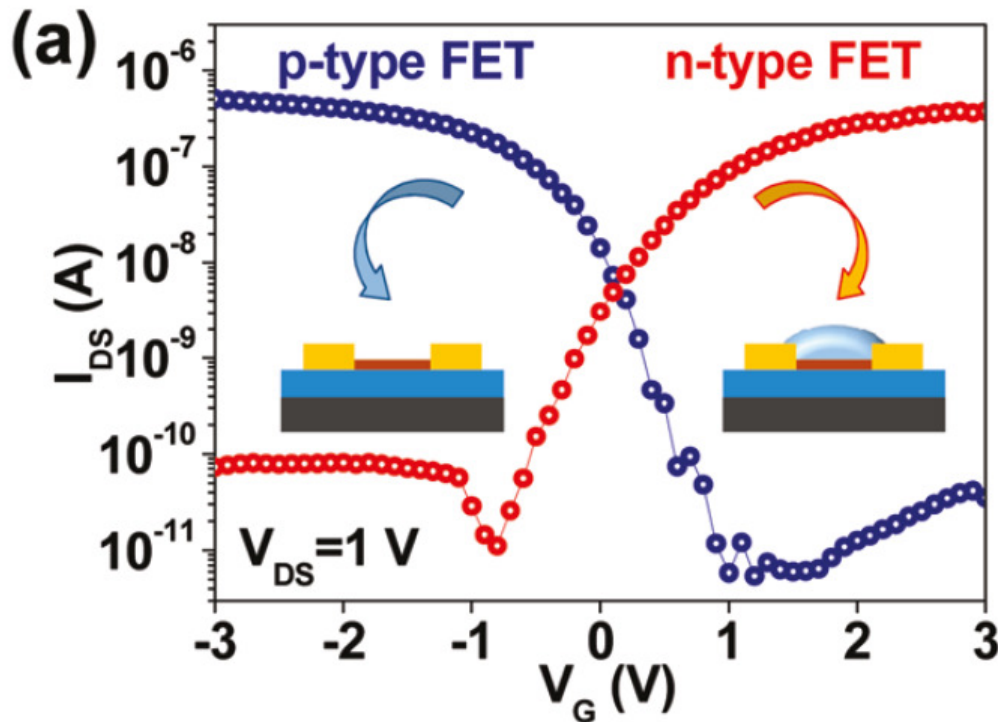 (a)
p-type FET
n-type FET
10⁻⁶
10⁻⁷
10⁻⁸
10⁻⁹
10⁻¹⁰
10⁻¹¹
I_DS (A)
V_DS=1 V
-3 -2 -1 0 1 2 3
V_G (V)